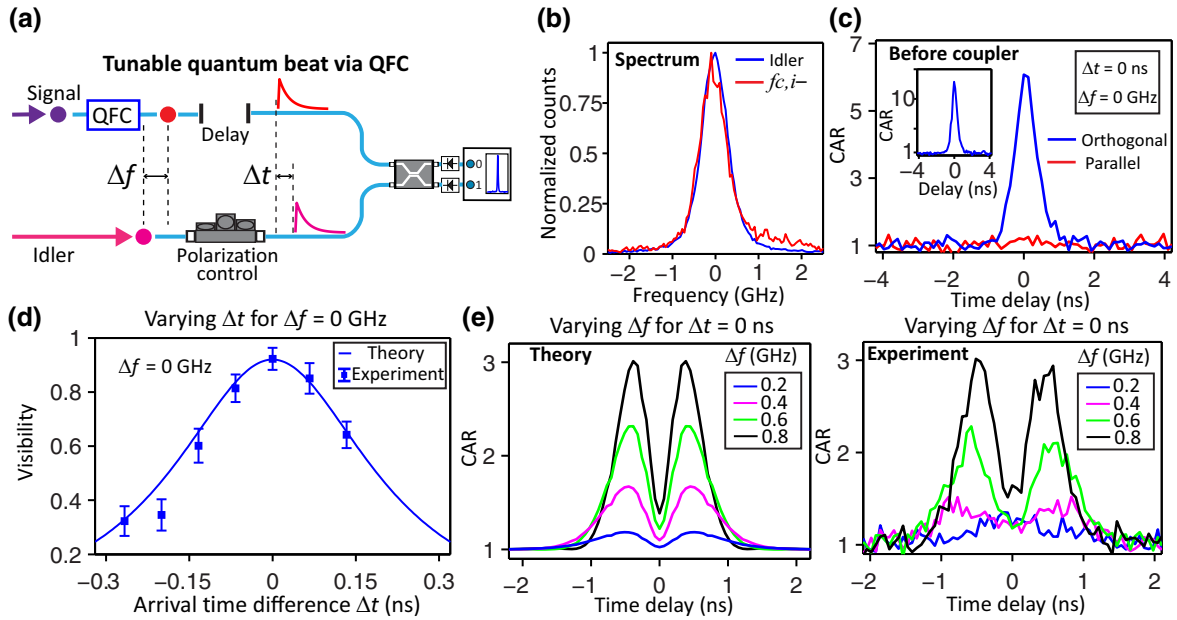 (a)
Tunable quantum beat via QFC
Signal
QFC
Delay
Δf
Δt
0
1
Idler
Polarization
control
(b)
Spectrum
Idler
fc,i−
Normalized counts
1
0.75
0.5
0.25
0
−2
−1
0
1
2
Frequency (GHz)
(c)
Before coupler
Δt = 0 ns
Δf = 0 GHz
Orthogonal
Parallel
CAR
10
1
−4
0
4
Delay (ns)
CAR
7
5
3
1
−4
−2
0
2
4
Time delay (ns)
(d)
Varying Δt for Δf = 0 GHz
Δf = 0 GHz
Theory
Experiment
Visibility
1
0.8
0.6
0.4
0.2
−0.3
−0.15
0
0.15
0.3
Arrival time difference Δt (ns)
(e)
Varying Δf for Δt = 0 ns
Theory
Δf (GHz)
0.2
0.4
0.6
0.8
CAR
3
2
1
−2
−1
0
1
2
Time delay (ns)
Varying Δf for Δt = 0 ns
Experiment
Δf (GHz)
0.2
0.4
0.6
0.8
CAR
3
2
1
−2
−1
0
1
2
Time delay (ns)